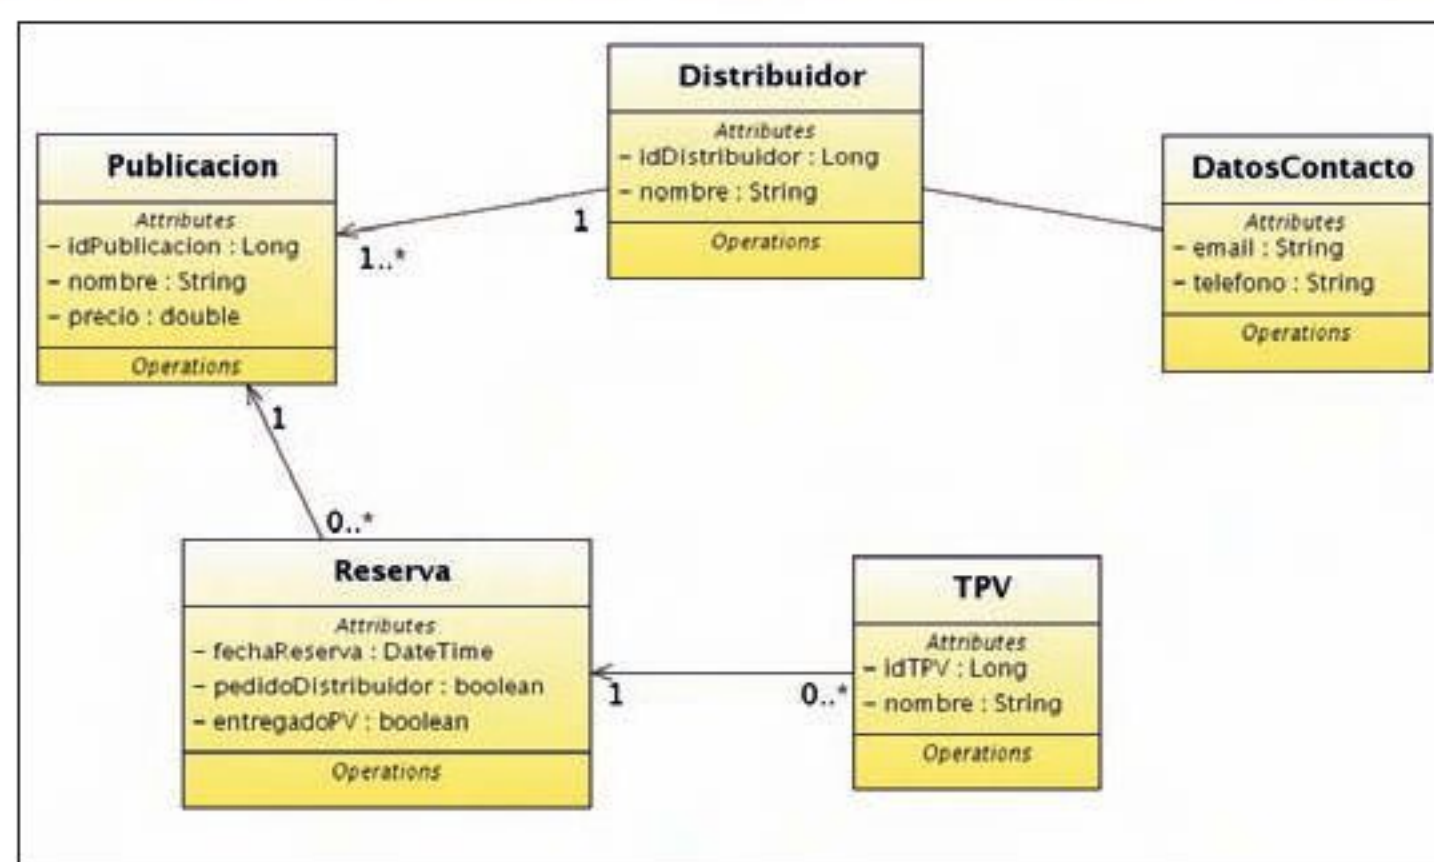 Distribuidor
Attributes
- idDistribuidor : Long
- nombre : String
Operations
Publicacion
Attributes
- idPublicacion : Long
- nombre : String
- precio : double
Operations
DatosContacto
Attributes
- email : String
- telefono : String
Operations
1
1..*
1
0..*
Reserva
Attributes
- fechaReserva : DateTime
- pedidoDistribuidor : boolean
- entregadoPV : boolean
Operations
1
0..*
TPV
Attributes
- idTPV : Long
- nombre : String
Operations